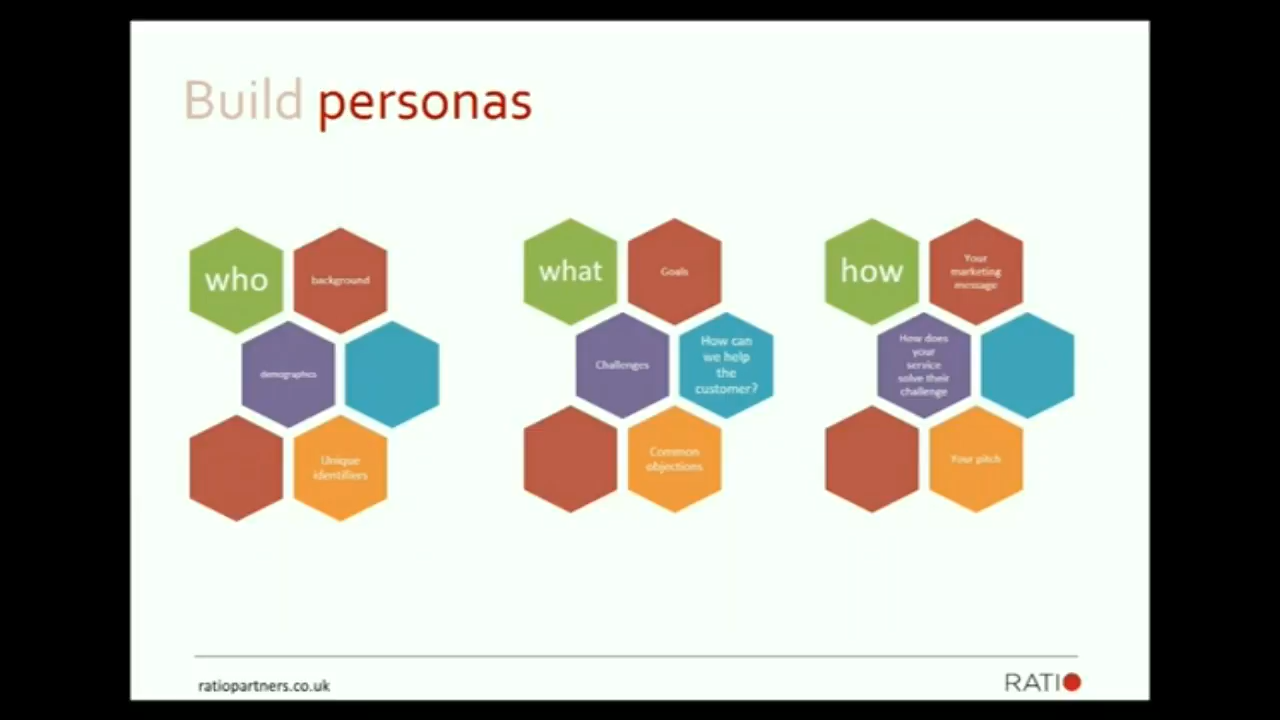 Build personas
who
background
demographics
Unique
identifiers
what
Goals
Challenges
How can
we help
the
customer?
Common
objections
how
Your
marketing
message
How does
your
service
solve their
challenge
Your pitch
ratiopartners.co.uk
RATIO